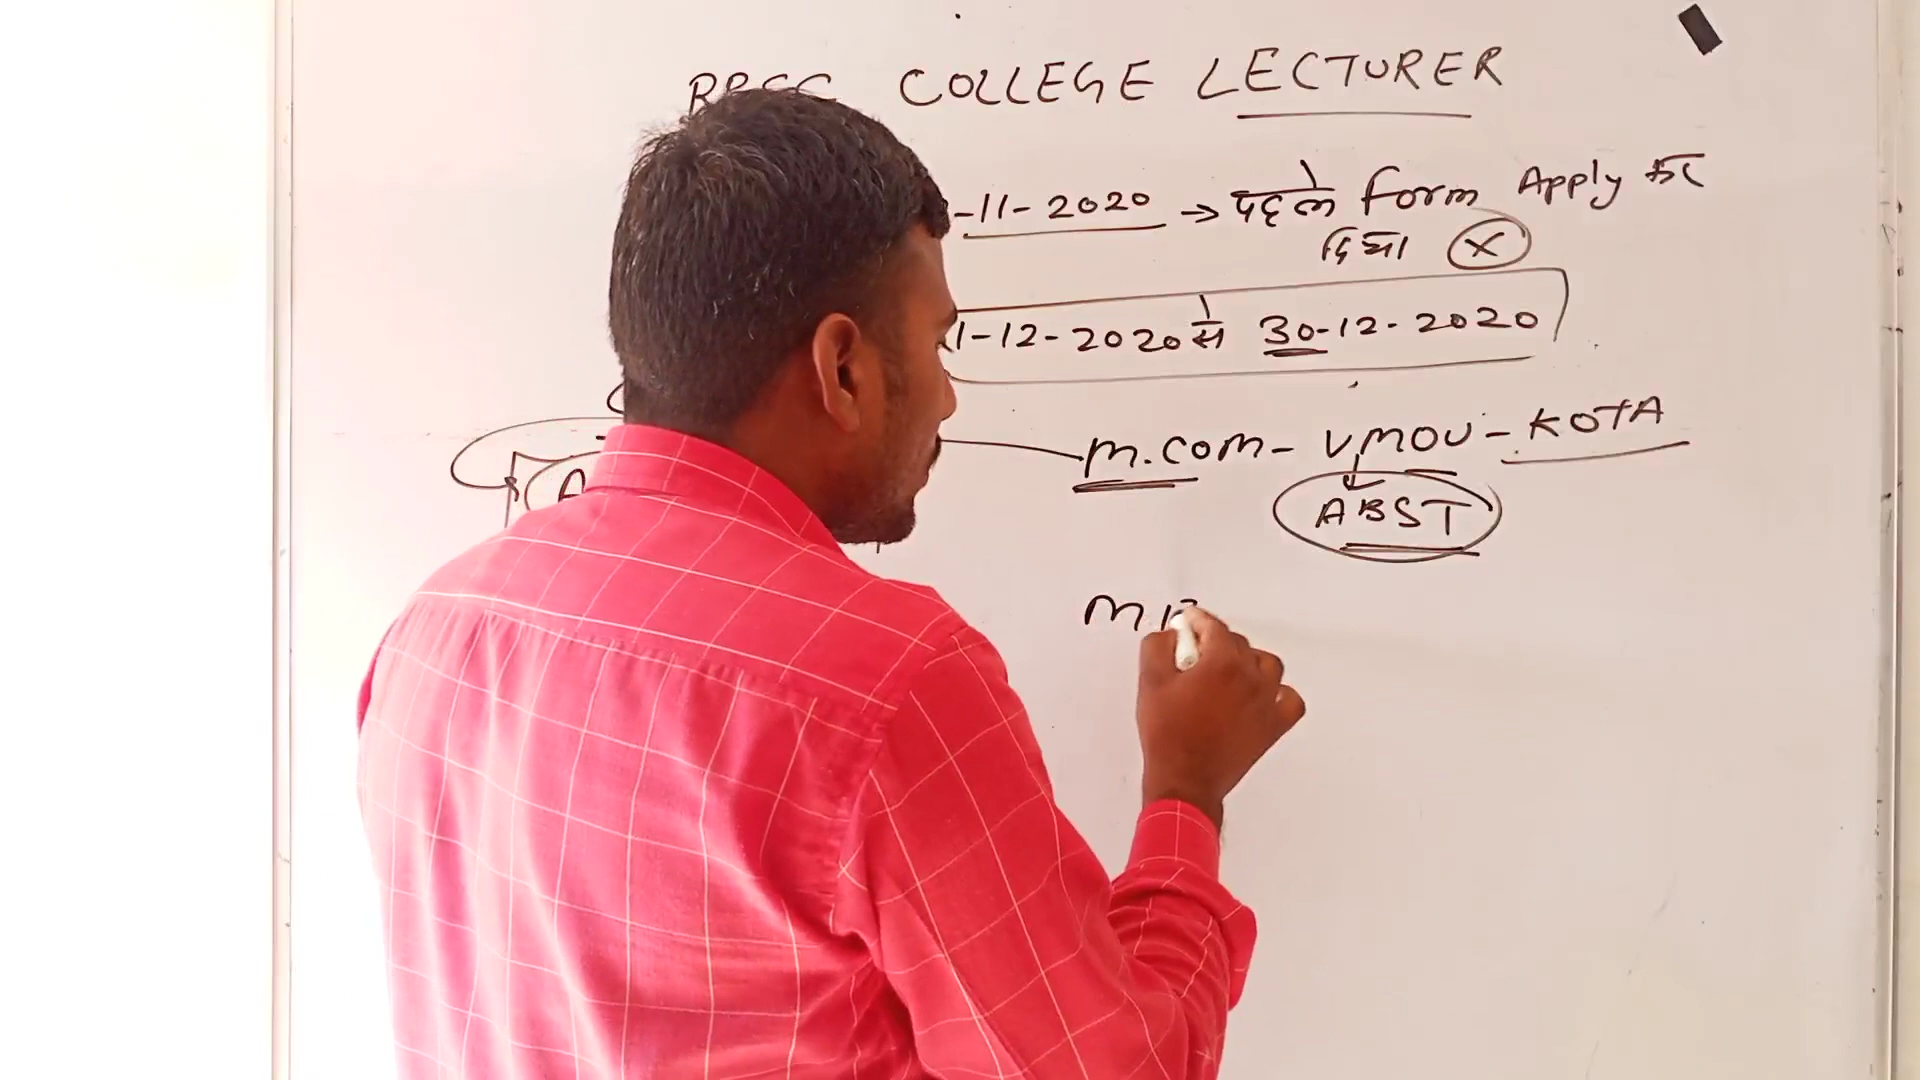 RPSC COLLEGE LECTURER
-11-2020 → पहले form Apply कर
दिया X
1-12-2020 से 30-12-2020
M.COM - VMOU - KOTA
A
ABST
M